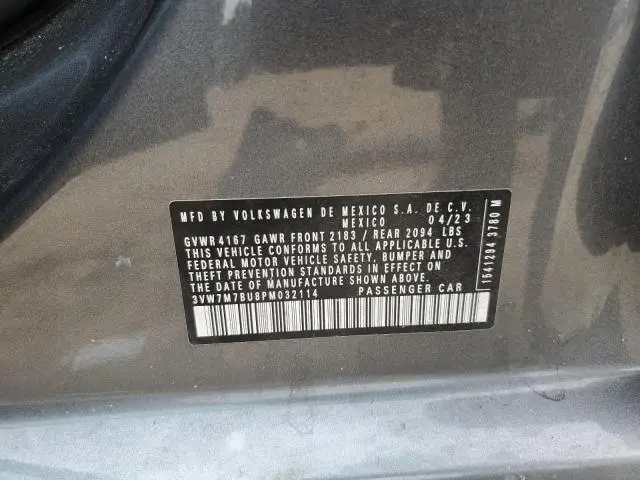 MFD BY VOLKSWAGEN DE MEXICO S.A. DE C.V.
MEXICO 04/23
GVWR 4167 GAWR FRONT 2183 / REAR 2094 LBS
THIS VEHICLE CONFORMS TO ALL APPLICABLE U.S.
FEDERAL MOTOR VEHICLE SAFETY, BUMPER AND
THEFT PREVENTION STANDARDS IN EFFECT ON
THE DATE OF MANUFACTURE SHOWN ABOVE.
3VW7M7BU8PM032114 PASSENGER CAR
1541294 3780 M